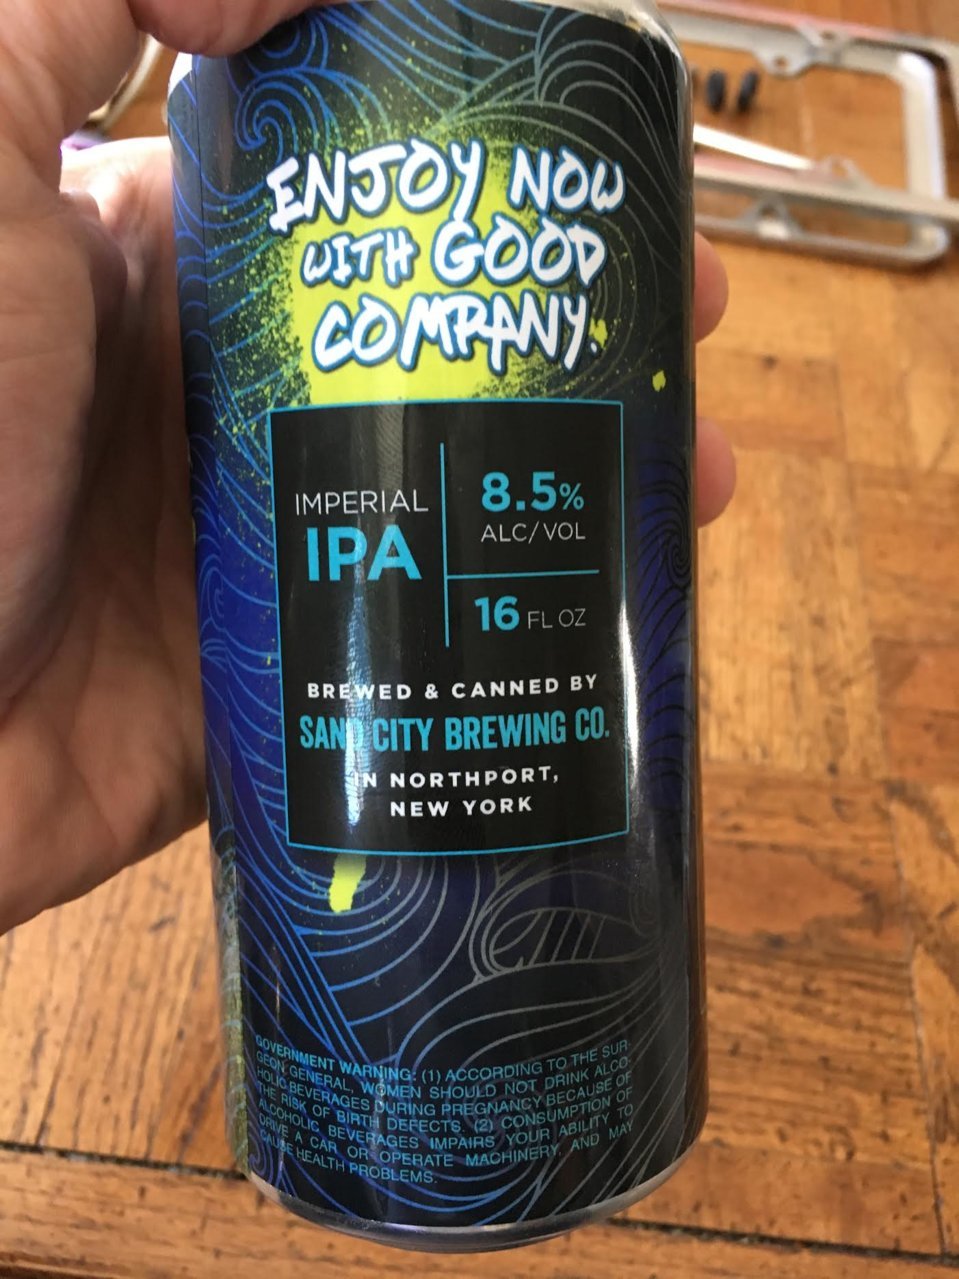 ENJOY NOW
WITH GOOD
COMPANY.
IMPERIAL
IPA
8.5%
ALC/VOL
16 FL OZ
BREWED & CANNED BY
SAND CITY BREWING CO.
IN NORTHPORT,
NEW YORK
GOVERNMENT WARNING: (1) ACCORDING TO THE SUR-
GEON GENERAL, WOMEN SHOULD NOT DRINK ALCO-
HOLIC BEVERAGES DURING PREGNANCY BECAUSE OF
THE RISK OF BIRTH DEFECTS. (2) CONSUMPTION OF
ALCOHOLIC BEVERAGES IMPAIRS YOUR ABILITY TO
DRIVE A CAR OR OPERATE MACHINERY, AND MAY
CAUSE HEALTH PROBLEMS.